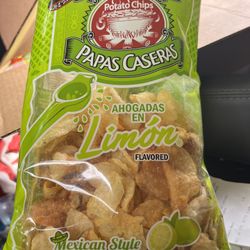 Potato Chips
PAPAS CASERAS
AHOGADAS
EN
Limón
FLAVORED
Mexican Style